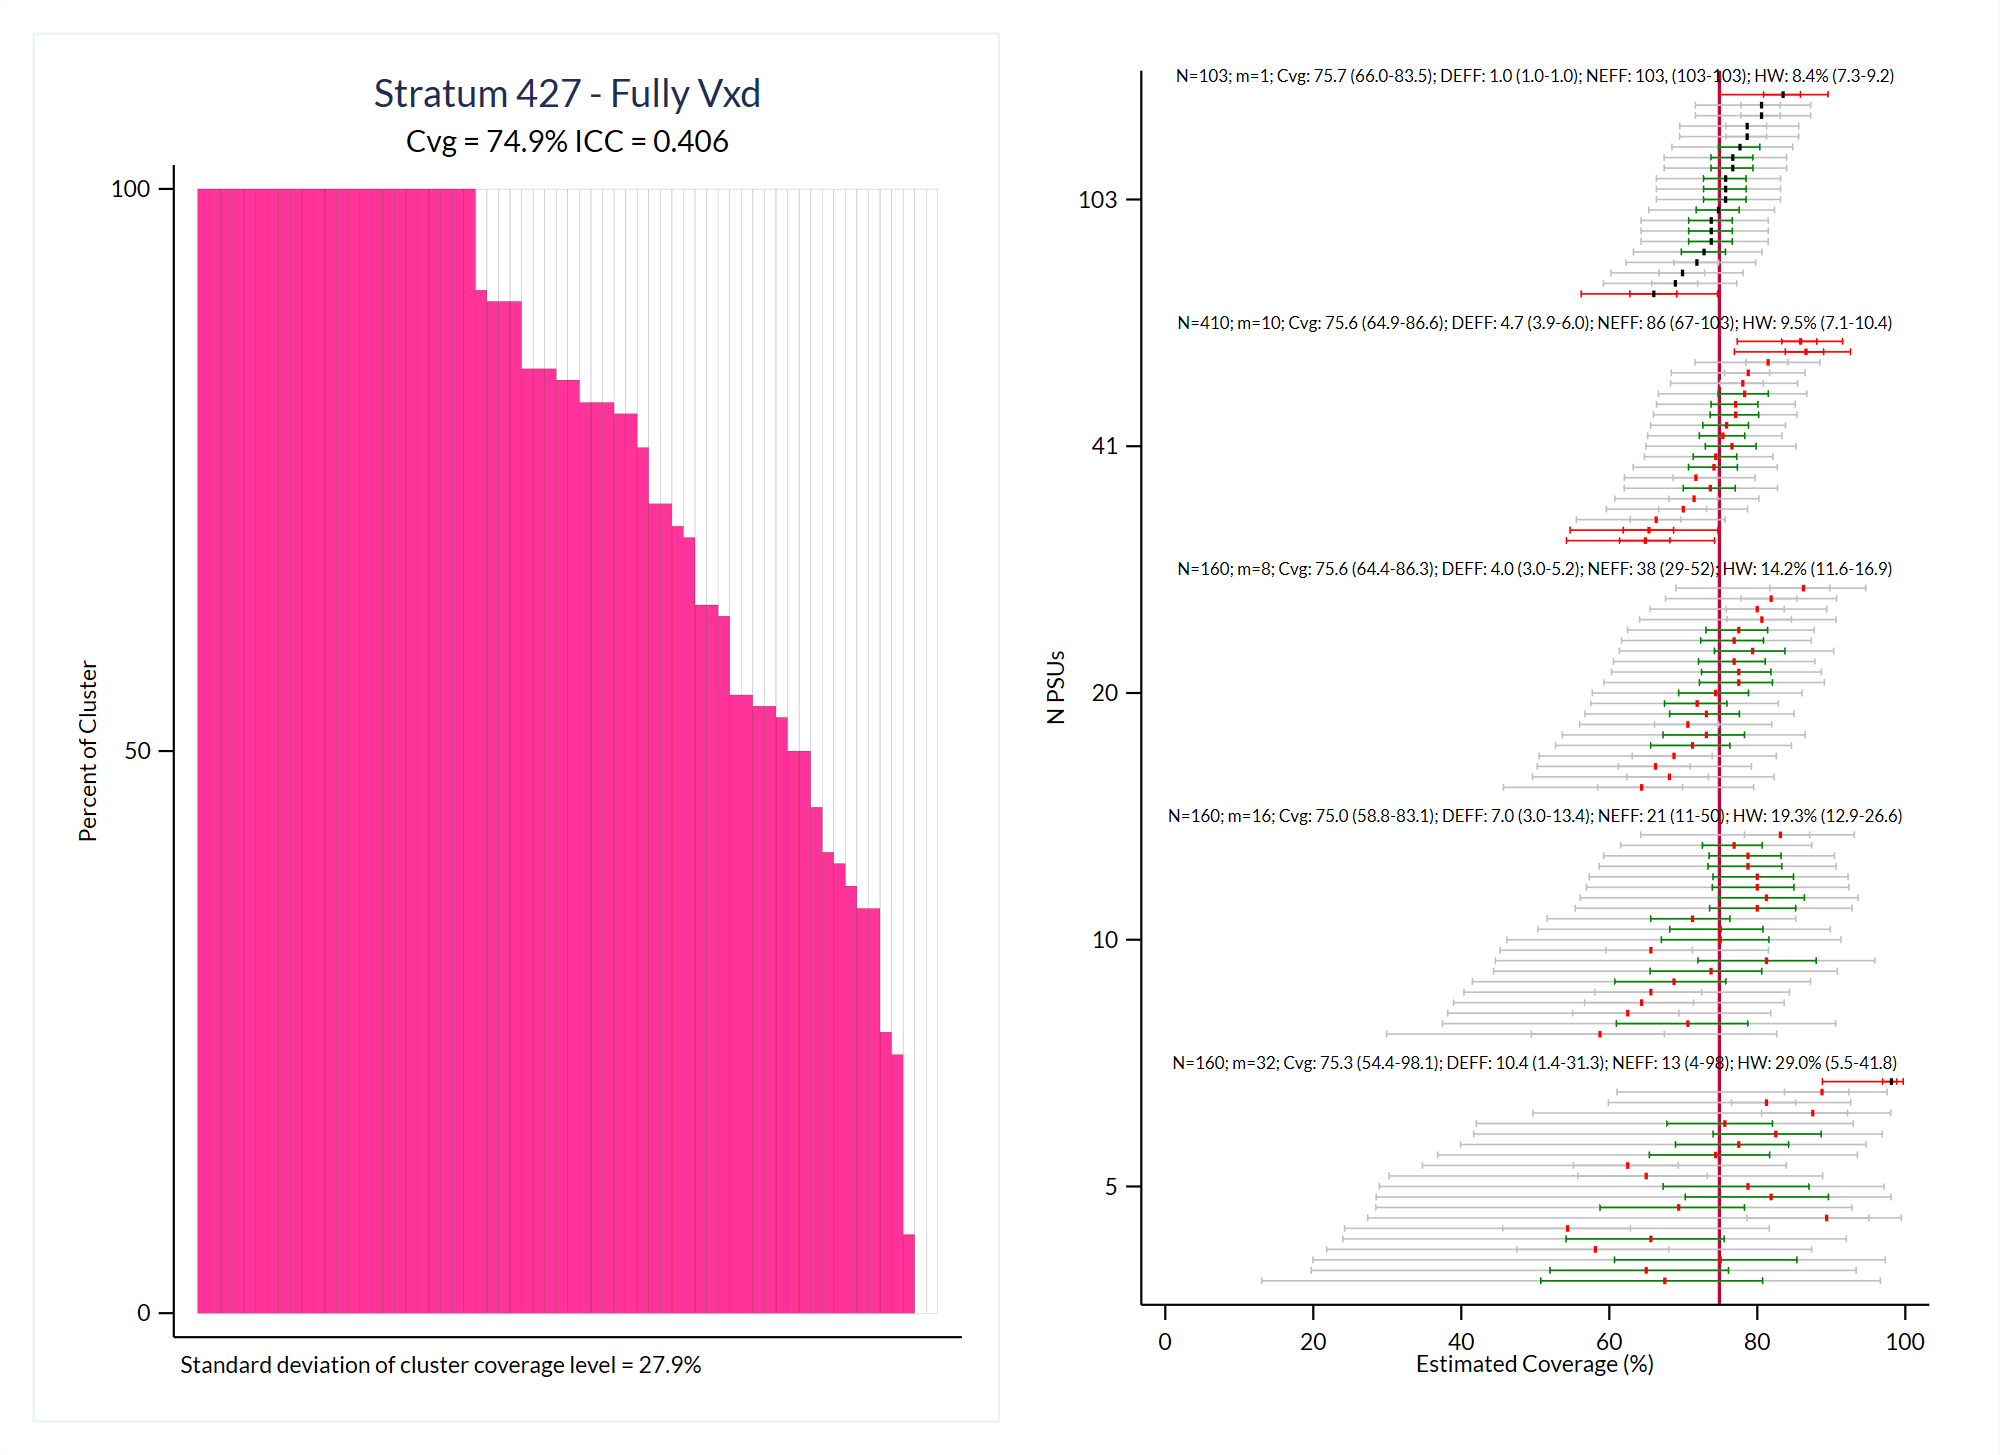 Stratum 427 - Fully Vxd
Cvg = 74.9% ICC = 0.406
100
50
0
Percent of Cluster
Standard deviation of cluster coverage level = 27.9%
N=103; m=1; Cvg: 75.7 (66.0-83.5); DEFF: 1.0 (1.0-1.0); NEFF: 103, (103-103); HW: 8.4% (7.3-9.2)
103
N=410; m=10; Cvg: 75.6 (64.9-86.6); DEFF: 4.7 (3.9-6.0); NEFF: 86 (67-103); HW: 9.5% (7.1-10.4)
41
N=160; m=8; Cvg: 75.6 (64.4-86.3); DEFF: 4.0 (3.0-5.2); NEFF: 38 (29-52); HW: 14.2% (11.6-16.9)
N PSUs
20
N=160; m=16; Cvg: 75.0 (58.8-83.1); DEFF: 7.0 (3.0-13.4); NEFF: 21 (11-50); HW: 19.3% (12.9-26.6)
10
N=160; m=32; Cvg: 75.3 (54.4-98.1); DEFF: 10.4 (1.4-31.3); NEFF: 13 (4-98); HW: 29.0% (5.5-41.8)
5
0 20 40 60 80 100
Estimated Coverage (%)